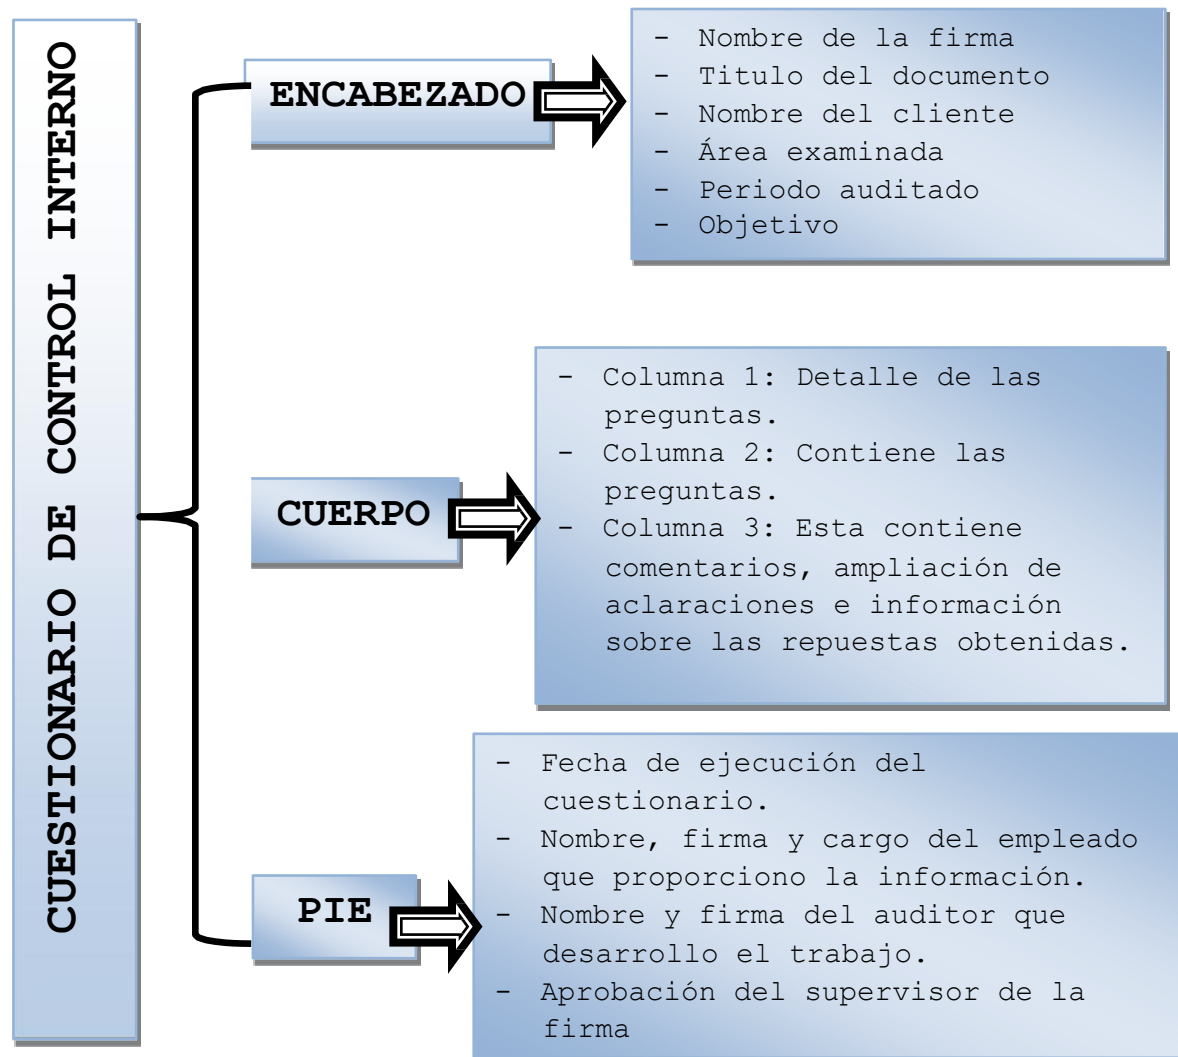 CUESTIONARIO DE CONTROL INTERNO
ENCABEZADO
- Nombre de la firma
- Titulo del documento
- Nombre del cliente
- Área examinada
- Periodo auditado
- Objetivo
CUERPO
- Columna 1: Detalle de las
preguntas.
- Columna 2: Contiene las
preguntas.
- Columna 3: Esta contiene
comentarios, ampliación de
aclaraciones e información
sobre las repuestas obtenidas.
PIE
- Fecha de ejecución del
cuestionario.
- Nombre, firma y cargo del empleado
que proporciono la información.
- Nombre y firma del auditor que
desarrollo el trabajo.
- Aprobación del supervisor de la
firma